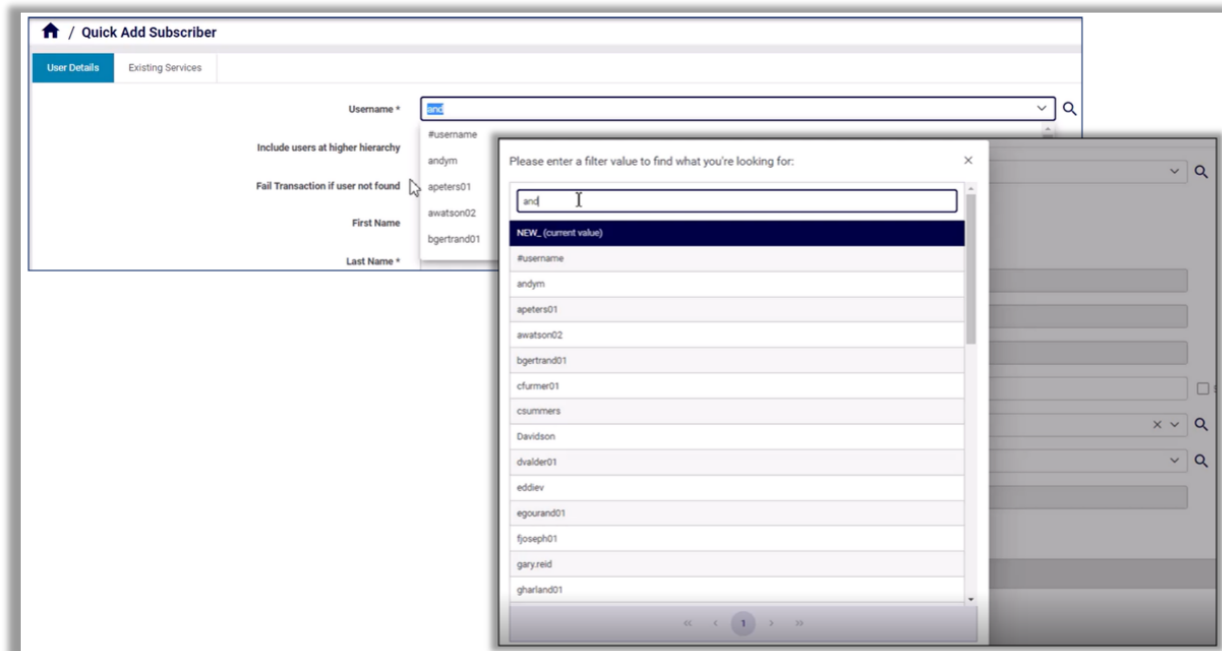 / Quick Add Subscriber
User Details Existing Services
Username * and
Include users at higher hierarchy
Fail Transaction if user not found
First Name
Last Name *
#username
andym
apeters01
awatson02
bgertrand01
Please enter a filter value to find what you're looking for:
and
NEW_ (current value)
#username
andym
apeters01
awatson02
bgertrand01
cfurmer01
csummers
Davidson
dvalder01
eddiev
egourand01
fjoseph01
gary.reid
gharland01
« ‹ 1 › »